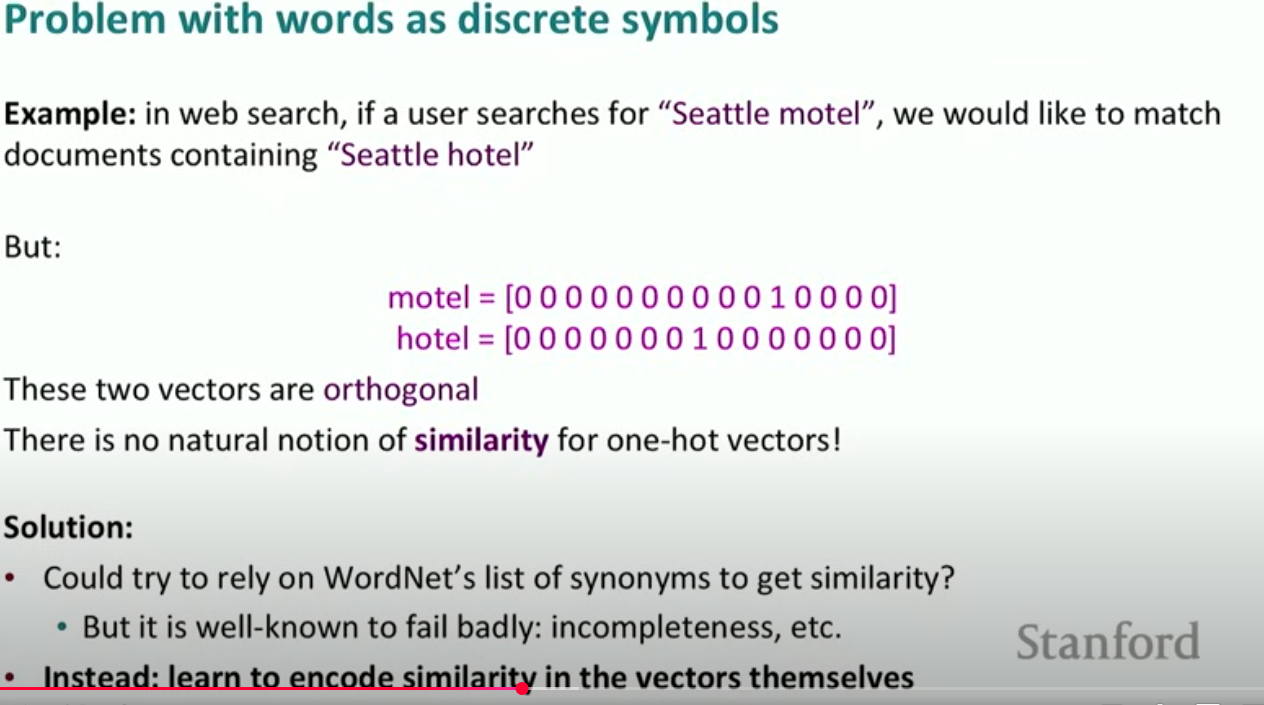 Problem with words as discrete symbols
Example: in web search, if a user searches for “Seattle motel”, we would like to match
documents containing “Seattle hotel”
But:
motel = [0 0 0 0 0 0 0 0 0 0 1 0 0 0 0]
hotel = [0 0 0 0 0 0 0 1 0 0 0 0 0 0 0]
These two vectors are orthogonal
There is no natural notion of similarity for one-hot vectors!
Solution:
• Could try to rely on WordNet’s list of synonyms to get similarity?
• But it is well-known to fail badly: incompleteness, etc.
Stanford
• Instead: learn to encode similarity in the vectors themselves